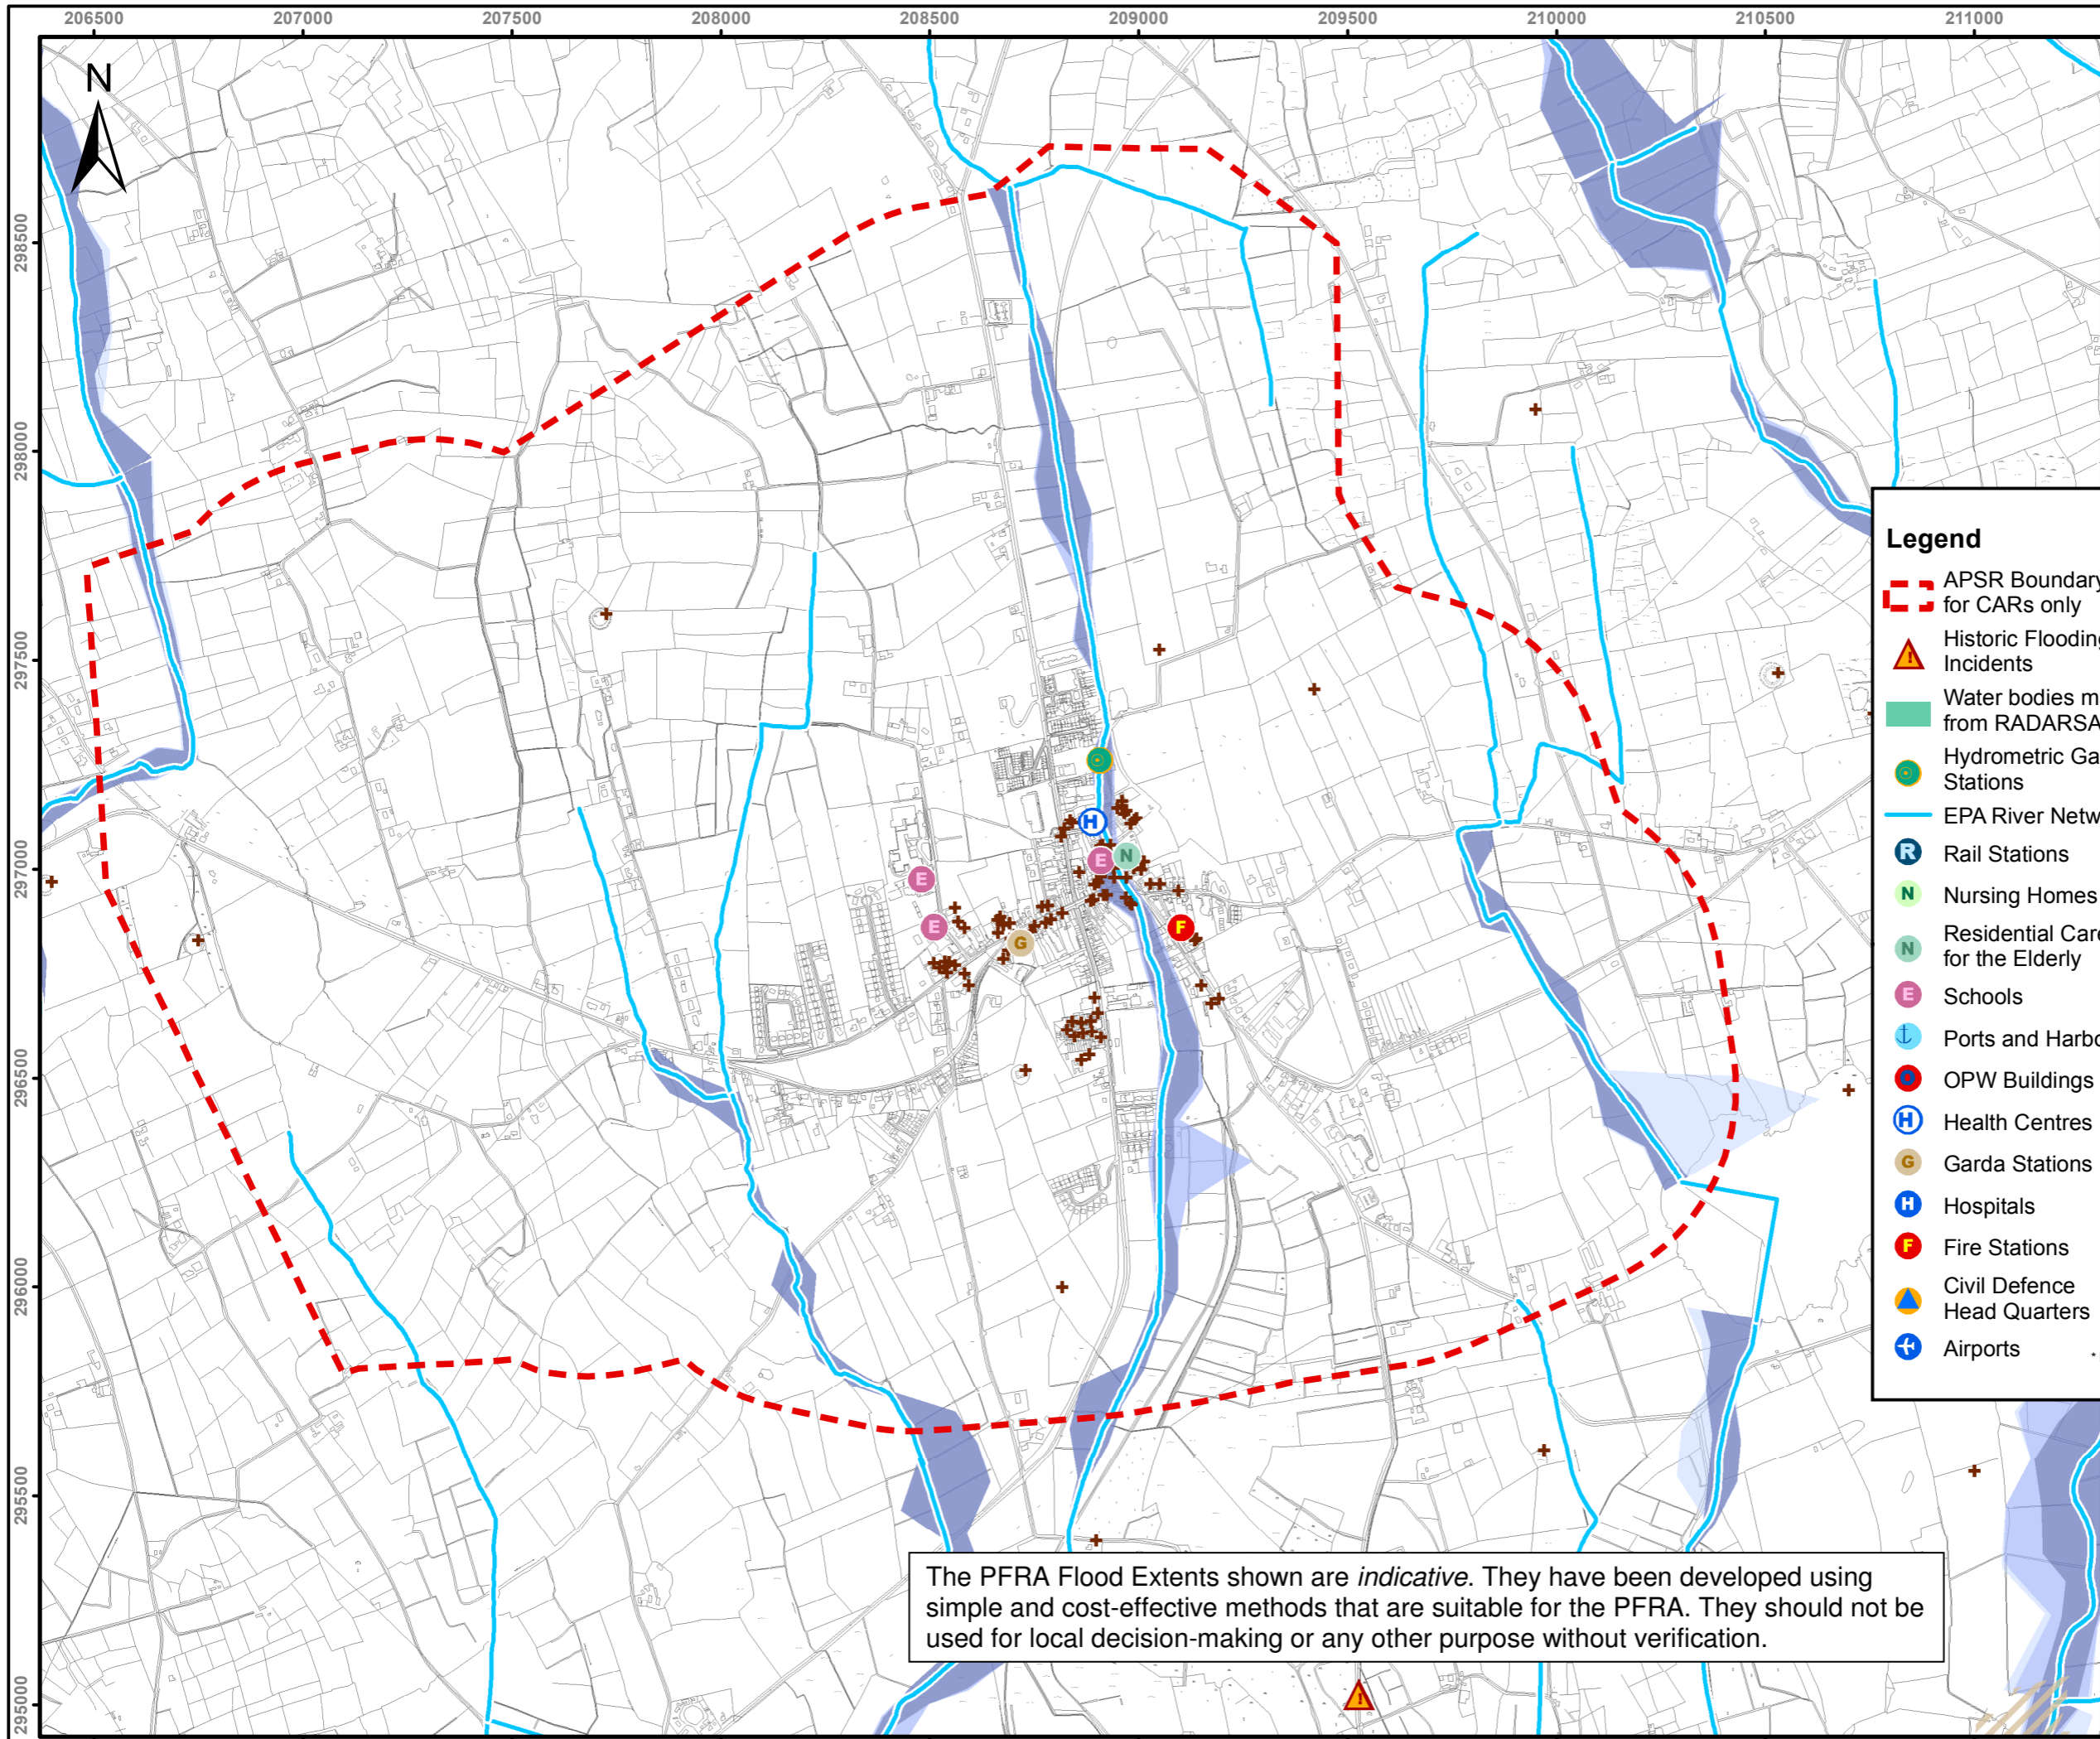 206500 207000 207500 208000 208500 209000 209500 210000 210500 211000
N
298500
298000
297500
297000
296500
296000
295500
295000
H
E
N
E
E
G
F
Legend
APSR Boundary
for CARs only
Historic Flooding
Incidents
Water bodies m
from RADARSA
Hydrometric Ga
Stations
EPA River Netw
R Rail Stations
N Nursing Homes
N Residential Care
for the Elderly
E Schools
Ports and Harbo
O OPW Buildings
H Health Centres
G Garda Stations
H Hospitals
F Fire Stations
Civil Defence
Head Quarters
Airports
The PFRA Flood Extents shown are indicative. They have been developed using
simple and cost-effective methods that are suitable for the PFRA. They should not be
used for local decision-making or any other purpose without verification.